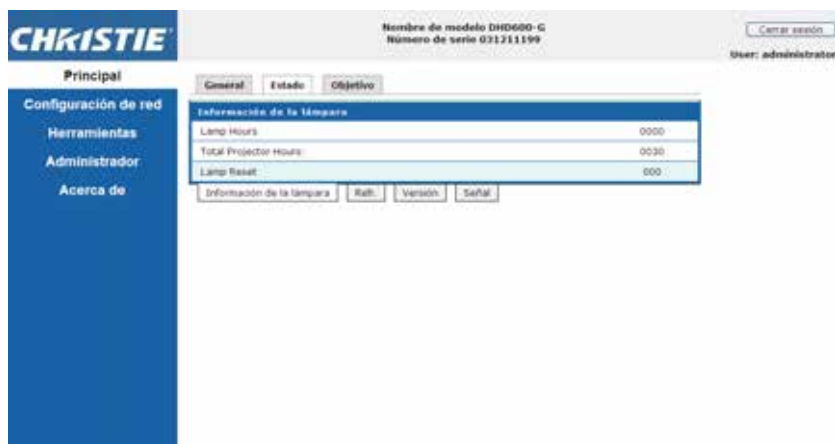 CHRISTIE
Nombre de modelo DHD600-G
Número de serie 031211199
Cerrar sesión
User: administrator
Principal
Configuración de red
Herramientas
Administrador
Acerca de
General Estado Objetivo
Información de la lámpara
Lamp Hours 0000
Total Projector Hours: 0030
Lamp Reset 000
Información de la lámpara Refr. Versión Señal